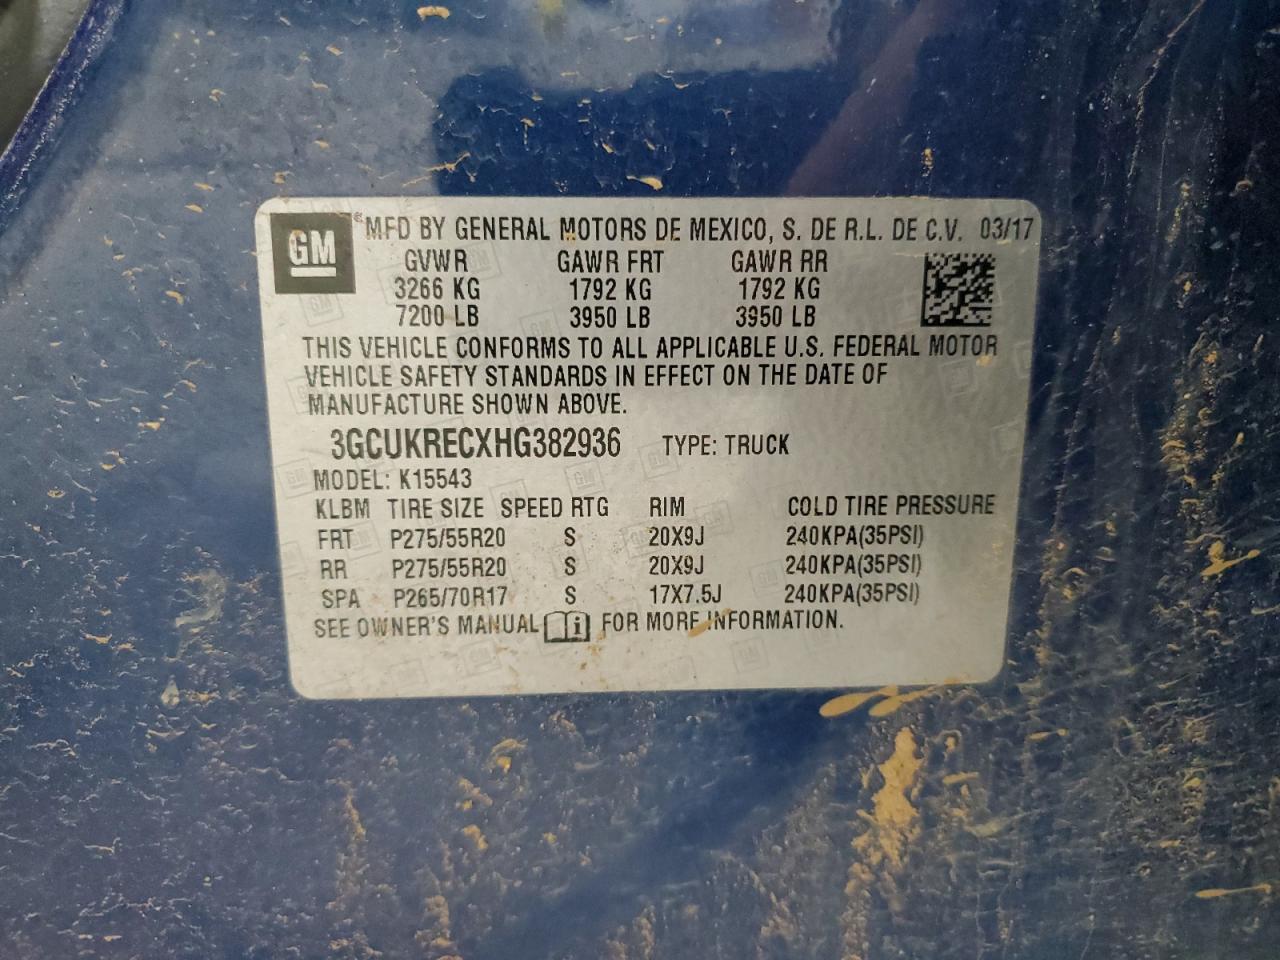 GM
® MFD BY GENERAL MOTORS DE MEXICO, S. DE R.L. DE C.V. 03/17
GVWR GAWR FRT GAWR RR
3266 KG 1792 KG 1792 KG
7200 LB 3950 LB 3950 LB
THIS VEHICLE CONFORMS TO ALL APPLICABLE U.S. FEDERAL MOTOR
VEHICLE SAFETY STANDARDS IN EFFECT ON THE DATE OF
MANUFACTURE SHOWN ABOVE.
3GCUKRECXHG382936 TYPE: TRUCK
MODEL: K15543
KLBM TIRE SIZE SPEED RTG RIM COLD TIRE PRESSURE
FRT P275/55R20 S 20X9J 240KPA(35PSI)
RR P275/55R20 S 20X9J 240KPA(35PSI)
SPA P265/70R17 S 17X7.5J 240KPA(35PSI)
SEE OWNER'S MANUAL i FOR MORE INFORMATION.